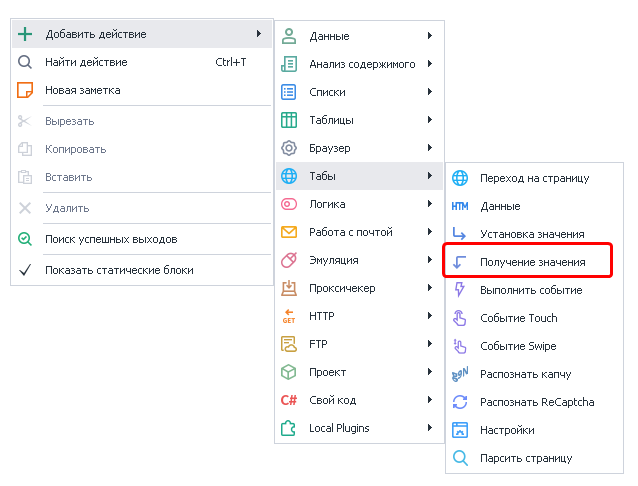 Добавить действие
Найти действие Ctrl+T
Новая заметка
Вырезать
Копировать
Вставить
Удалить
Поиск успешных выходов
Показать статические блоки
Данные
Анализ содержимого
Списки
Таблицы
Браузер
Табы
Логика
Работа с почтой
Эмуляция
Проксичекер
GET HTTP
FTP
Проект
C# Свой код
Local Plugins
Переход на страницу
HTM Данные
Установка значения
Получение значения
Выполнить событие
Событие Touch
Событие Swipe
Распознать капчу
Распознать ReCaptcha
Настройки
Парсить страницу